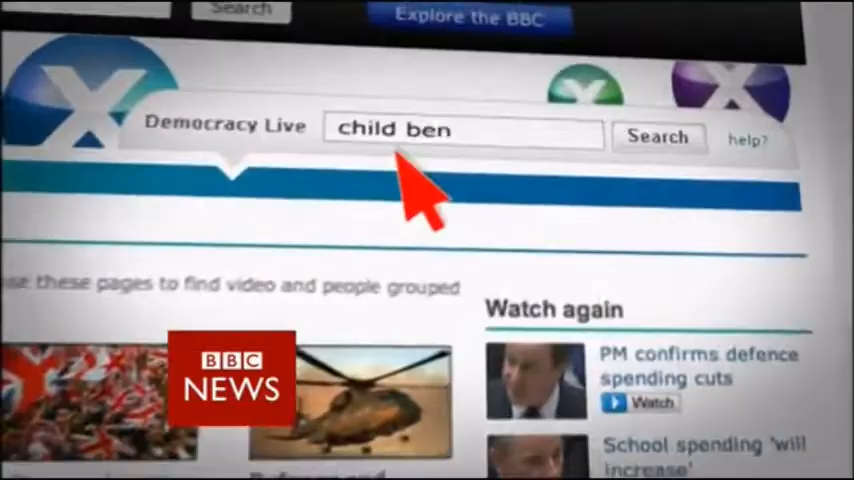 Search
Explore the BBC
Democracy Live
child ben
Search
help?
these pages to find video and people grouped
Watch again
PM confirms defence
spending cuts
Watch
School spending 'will
increase'
BBC
NEWS